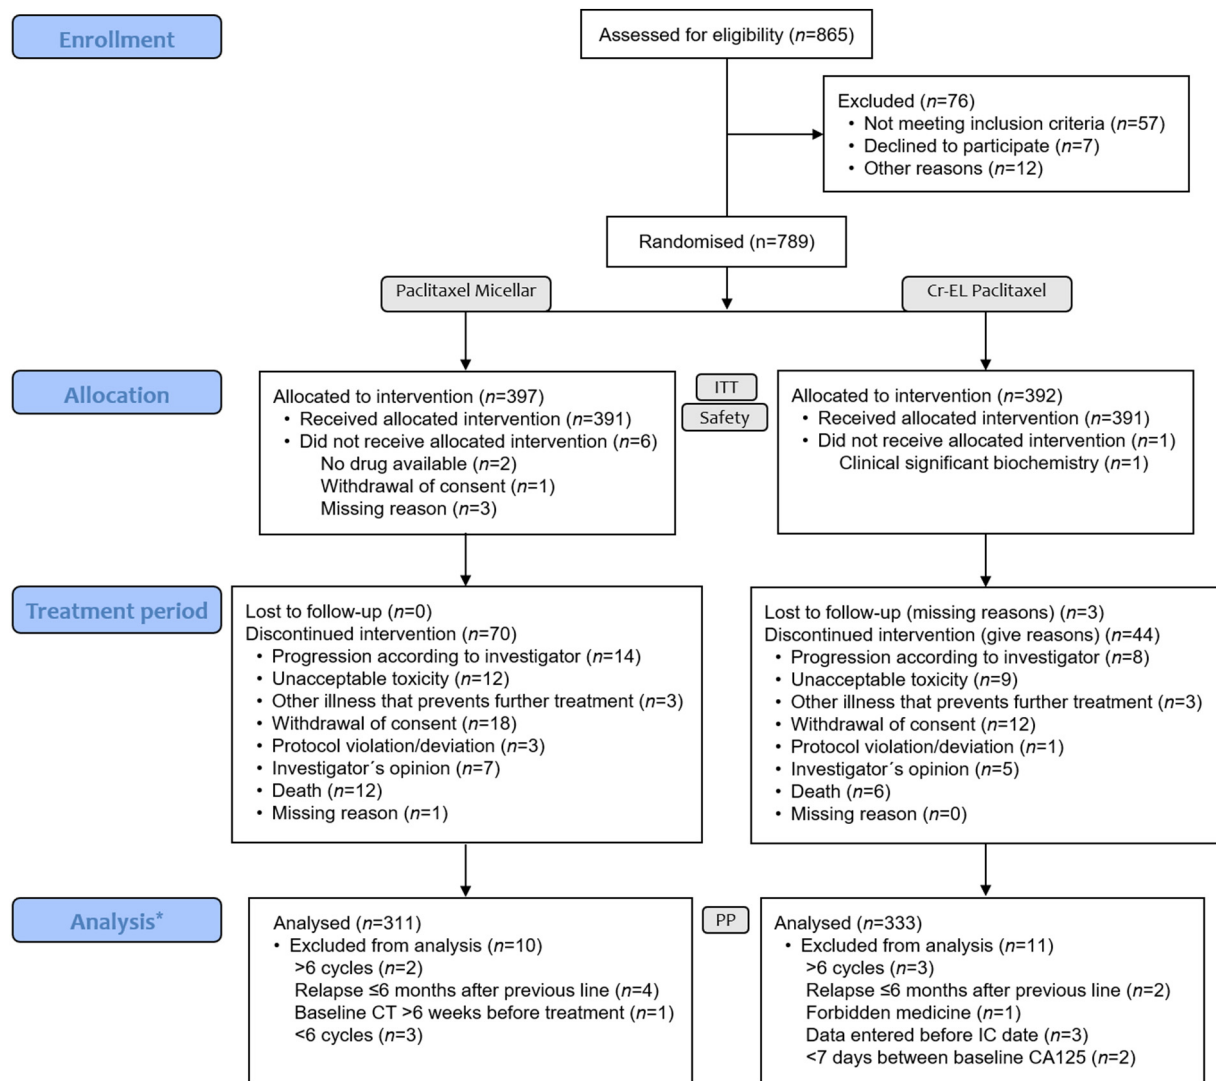 Enrollment
Assessed for eligibility (n=865)
Excluded (n=76)
• Not meeting inclusion criteria (n=57)
• Declined to participate (n=7)
• Other reasons (n=12)
Randomised (n=789)
Paclitaxel Micellar
Cr-EL Paclitaxel
Allocation
Allocated to intervention (n=397)
• Received allocated intervention (n=391)
• Did not receive allocated intervention (n=6)
No drug available (n=2)
Withdrawal of consent (n=1)
Missing reason (n=3)
ITT
Safety
Allocated to intervention (n=392)
• Received allocated intervention (n=391)
• Did not receive allocated intervention (n=1)
Clinical significant biochemistry (n=1)
Treatment period
Lost to follow-up (n=0)
Discontinued intervention (n=70)
• Progression according to investigator (n=14)
• Unacceptable toxicity (n=12)
• Other illness that prevents further treatment (n=3)
• Withdrawal of consent (n=18)
• Protocol violation/deviation (n=3)
• Investigator´s opinion (n=7)
• Death (n=12)
• Missing reason (n=1)
Lost to follow-up (missing reasons) (n=3)
Discontinued intervention (give reasons) (n=44)
• Progression according to investigator (n=8)
• Unacceptable toxicity (n=9)
• Other illness that prevents further treatment (n=3)
• Withdrawal of consent (n=12)
• Protocol violation/deviation (n=1)
• Investigator´s opinion (n=5)
• Death (n=6)
• Missing reason (n=0)
Analysis*
Analysed (n=311)
• Excluded from analysis (n=10)
>6 cycles (n=2)
Relapse ≤6 months after previous line (n=4)
Baseline CT >6 weeks before treatment (n=1)
<6 cycles (n=3)
PP
Analysed (n=333)
• Excluded from analysis (n=11)
>6 cycles (n=3)
Relapse ≤6 months after previous line (n=2)
Forbidden medicine (n=1)
Data entered before IC date (n=3)
<7 days between baseline CA125 (n=2)